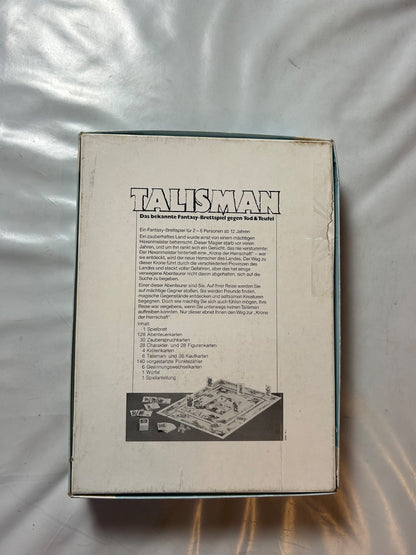 TALISMAN
Das bekannte Fantasy-Brettspiel gegen Tod & Teufel
Ein Fantasy-Brettspiel für 2–6 Personen ab 12 Jahren
Ein zauberhaftes Land wurde einst von einem mächtigen
Hexenmeister beherrscht. Dieser Magier starb vor vielen
Jahren, und um ihn rankt sich ein Gerücht, das nie verstummte:
Der Hexenmeister hinterließ eine „Krone der Herrschaft" – wer
sie entdeckt, wird der neue Herrscher des Landes. Der Weg zu
dieser Krone führt durch die verschiedenen Provinzen des
Landes und steckt voller Gefahren, aber das hat einige
verwegene Abenteurer nicht davon abgehalten, sich auf die
Suche zu begeben.
Einer dieser Abenteurer sind Sie. Auf Ihrer Reise werden Sie
auf mächtige Gegner stoßen, Sie werden Freunde finden,
magische Gegenstände entdecken und seltsamen Kreaturen
begegnen. Doch wie mächtig Sie sich auch fühlen mögen, Ihre
Reise war vergebens, wenn Sie unterwegs keinen Talisman
auftreiben konnten. Nur dieser ebnet Ihnen den Weg zur „Krone
der Herrschaft".
Inhalt:
1 Spielbrett
128 Abenteuerkarten
30 Zauberspruchkarten
28 Charakter- und 28 Figurenkarten
4 Krötenkarten
6 Talisman- und 36 Kaufkarten
140 vorgestanzte Punktezähler
6 Gesinnungswechselkarten
1 Würfel
1 Spielanleitung